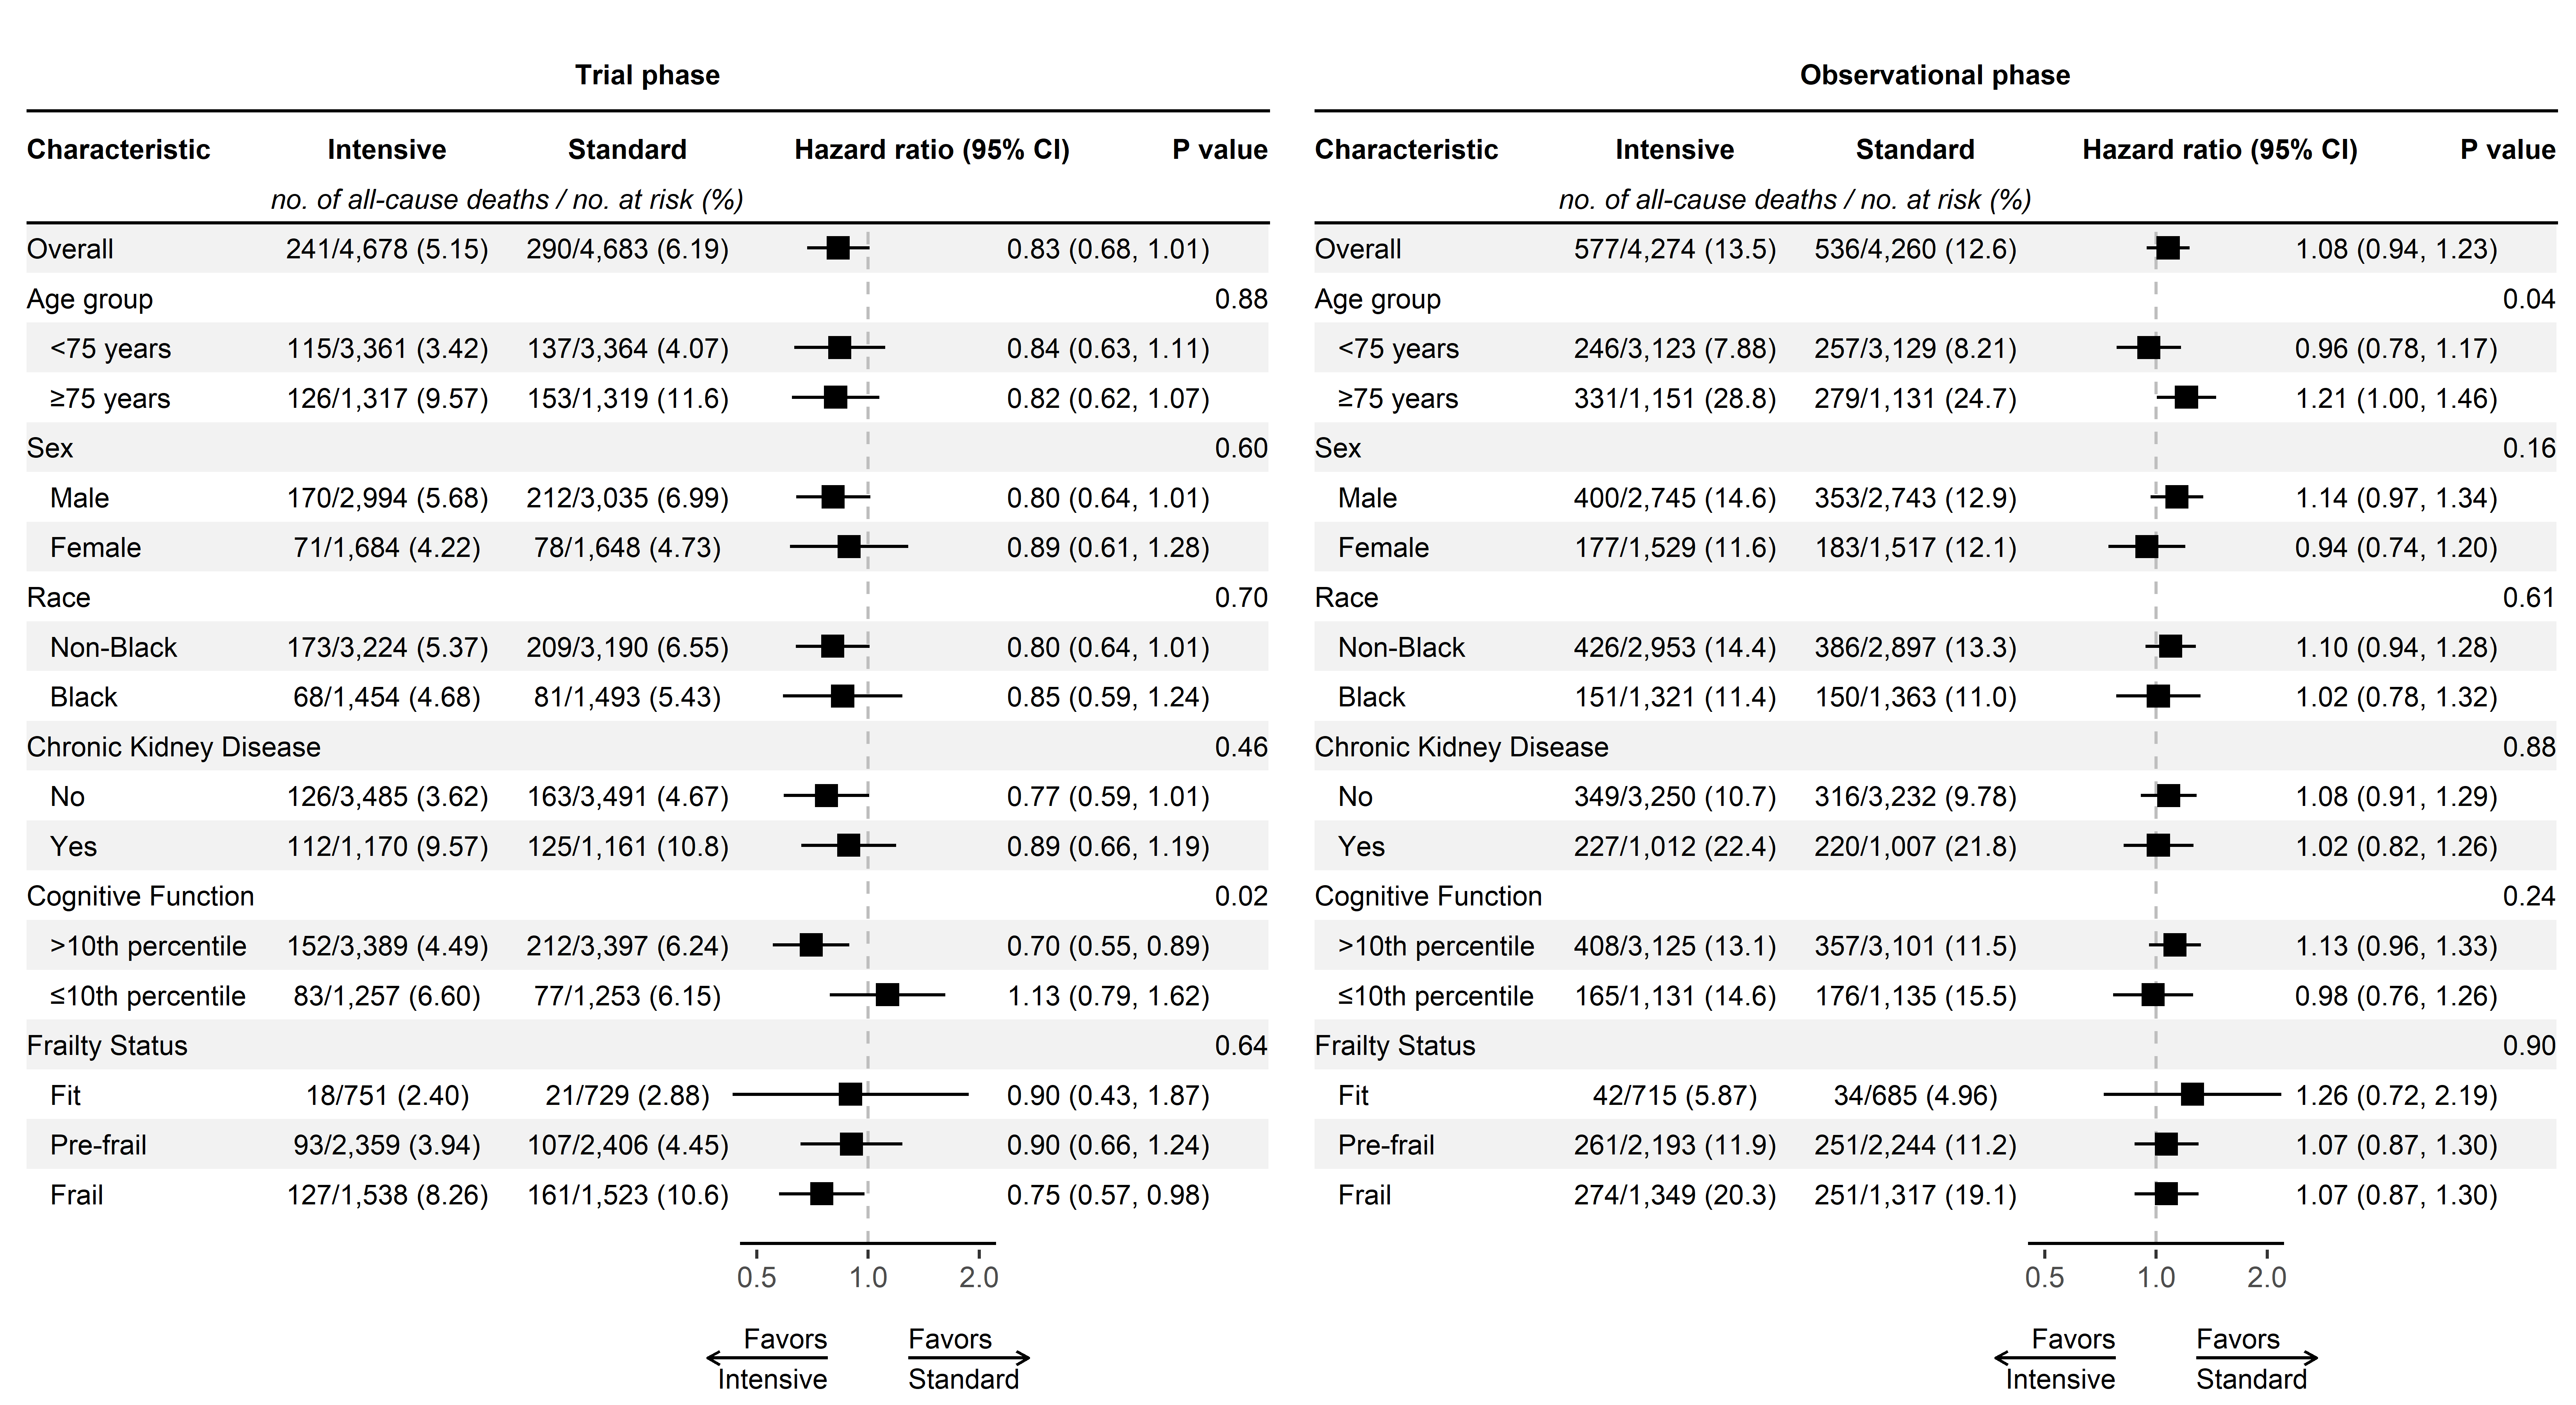 Trial phase
Characteristic Intensive Standard Hazard ratio (95% CI) P value
no. of all-cause deaths / no. at risk (%)
Overall 241/4,678 (5.15) 290/4,683 (6.19) 0.83 (0.68, 1.01)
Age group 0.88
<75 years 115/3,361 (3.42) 137/3,364 (4.07) 0.84 (0.63, 1.11)
≥75 years 126/1,317 (9.57) 153/1,319 (11.6) 0.82 (0.62, 1.07)
Sex 0.60
Male 170/2,994 (5.68) 212/3,035 (6.99) 0.80 (0.64, 1.01)
Female 71/1,684 (4.22) 78/1,648 (4.73) 0.89 (0.61, 1.28)
Race 0.70
Non-Black 173/3,224 (5.37) 209/3,190 (6.55) 0.80 (0.64, 1.01)
Black 68/1,454 (4.68) 81/1,493 (5.43) 0.85 (0.59, 1.24)
Chronic Kidney Disease 0.46
No 126/3,485 (3.62) 163/3,491 (4.67) 0.77 (0.59, 1.01)
Yes 112/1,170 (9.57) 125/1,161 (10.8) 0.89 (0.66, 1.19)
Cognitive Function 0.02
>10th percentile 152/3,389 (4.49) 212/3,397 (6.24) 0.70 (0.55, 0.89)
≤10th percentile 83/1,257 (6.60) 77/1,253 (6.15) 1.13 (0.79, 1.62)
Frailty Status 0.64
Fit 18/751 (2.40) 21/729 (2.88) 0.90 (0.43, 1.87)
Pre-frail 93/2,359 (3.94) 107/2,406 (4.45) 0.90 (0.66, 1.24)
Frail 127/1,538 (8.26) 161/1,523 (10.6) 0.75 (0.57, 0.98)
0.5 1.0 2.0
Favors Favors
Intensive Standard
Observational phase
Characteristic Intensive Standard Hazard ratio (95% CI) P value
no. of all-cause deaths / no. at risk (%)
Overall 577/4,274 (13.5) 536/4,260 (12.6) 1.08 (0.94, 1.23)
Age group 0.04
<75 years 246/3,123 (7.88) 257/3,129 (8.21) 0.96 (0.78, 1.17)
≥75 years 331/1,151 (28.8) 279/1,131 (24.7) 1.21 (1.00, 1.46)
Sex 0.16
Male 400/2,745 (14.6) 353/2,743 (12.9) 1.14 (0.97, 1.34)
Female 177/1,529 (11.6) 183/1,517 (12.1) 0.94 (0.74, 1.20)
Race 0.61
Non-Black 426/2,953 (14.4) 386/2,897 (13.3) 1.10 (0.94, 1.28)
Black 151/1,321 (11.4) 150/1,363 (11.0) 1.02 (0.78, 1.32)
Chronic Kidney Disease 0.88
No 349/3,250 (10.7) 316/3,232 (9.78) 1.08 (0.91, 1.29)
Yes 227/1,012 (22.4) 220/1,007 (21.8) 1.02 (0.82, 1.26)
Cognitive Function 0.24
>10th percentile 408/3,125 (13.1) 357/3,101 (11.5) 1.13 (0.96, 1.33)
≤10th percentile 165/1,131 (14.6) 176/1,135 (15.5) 0.98 (0.76, 1.26)
Frailty Status 0.90
Fit 42/715 (5.87) 34/685 (4.96) 1.26 (0.72, 2.19)
Pre-frail 261/2,193 (11.9) 251/2,244 (11.2) 1.07 (0.87, 1.30)
Frail 274/1,349 (20.3) 251/1,317 (19.1) 1.07 (0.87, 1.30)
0.5 1.0 2.0
Favors Favors
Intensive Standard